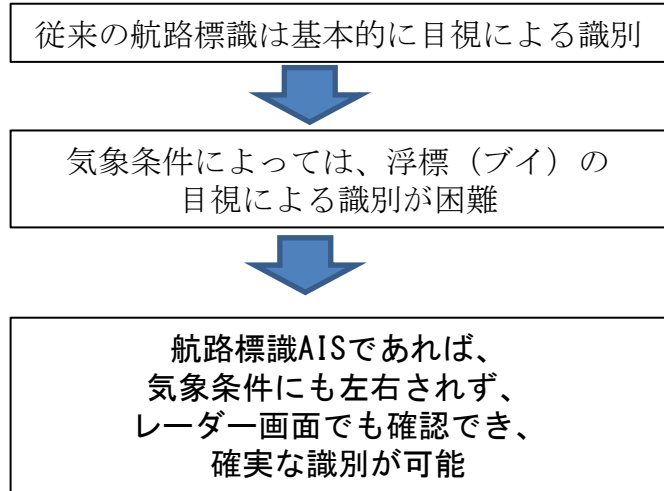 従来の航路標識は基本的に目視による識別
気象条件によっては、浮標（ブイ）の
目視による識別が困難
航路標識AISであれば、
気象条件にも左右されず、
レーダー画面でも確認でき、
確実な識別が可能